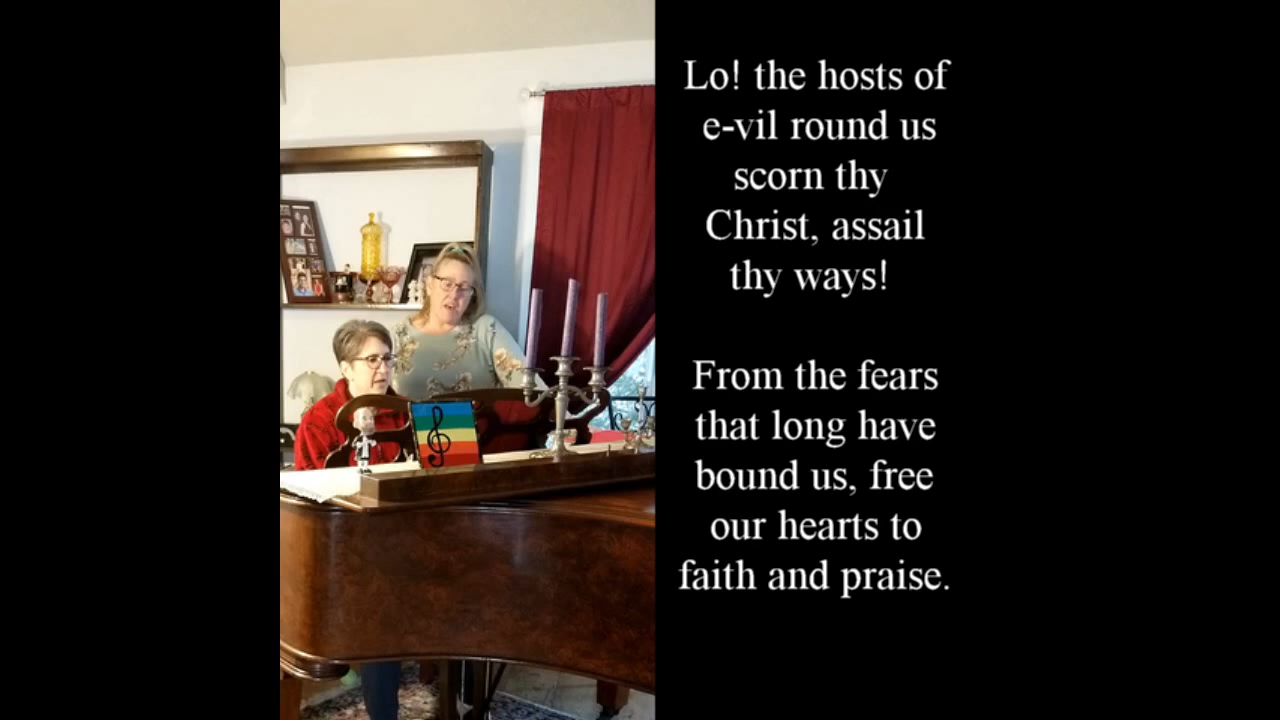 Lo! the hosts of
e-vil round us
scorn thy
Christ, assail
thy ways!
From the fears
that long have
bound us, free
our hearts to
faith and praise.